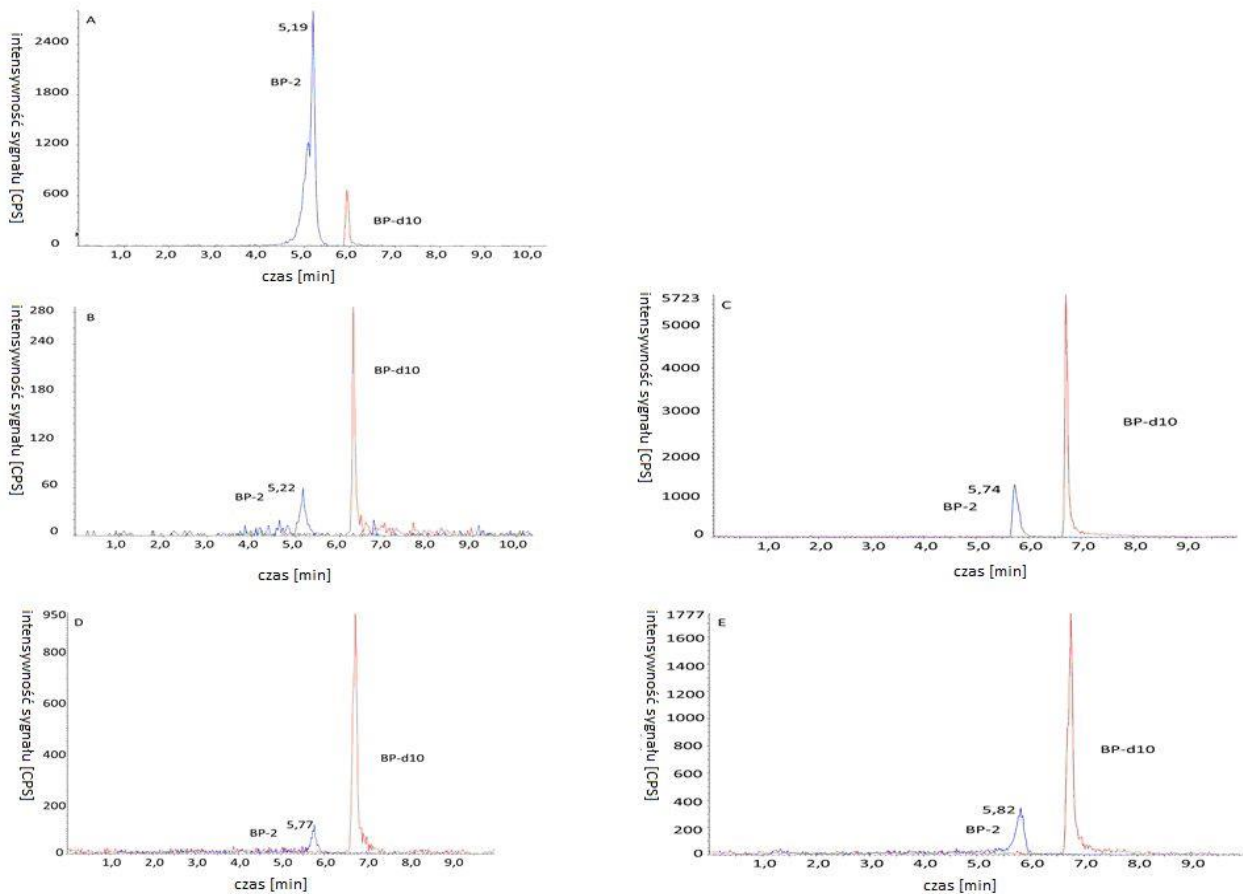 A
intensywność sygnału [CPS]
2400
1800
1200
600
0
5,19
BP-2
BP-d10
1,0 2,0 3,0 4,0 5,0 6,0 7,0 8,0 9,0 10,0
czas [min]
B
intensywność sygnału [CPS]
280
240
180
120
60
0
BP-2 5,22
BP-d10
1,0 2,0 3,0 4,0 5,0 6,0 7,0 8,0 9,0 10,0
czas [min]
C
intensywność sygnału [CPS]
5723
5000
4000
3000
2000
1000
0
5,74
BP-2
BP-d10
1,0 2,0 3,0 4,0 5,0 6,0 7,0 8,0 9,0
czas [min]
D
intensywność sygnału [CPS]
950
800
600
400
200
0
BP-2 5,77
BP-d10
1,0 2,0 3,0 4,0 5,0 6,0 7,0 8,0 9,0
czas [min]
E
intensywność sygnału [CPS]
1777
1600
1400
1200
1000
800
600
400
200
0
5,82
BP-2
BP-d10
1,0 2,0 3,0 4,0 5,0 6,0 7,0 8,0 9,0
czas [min]